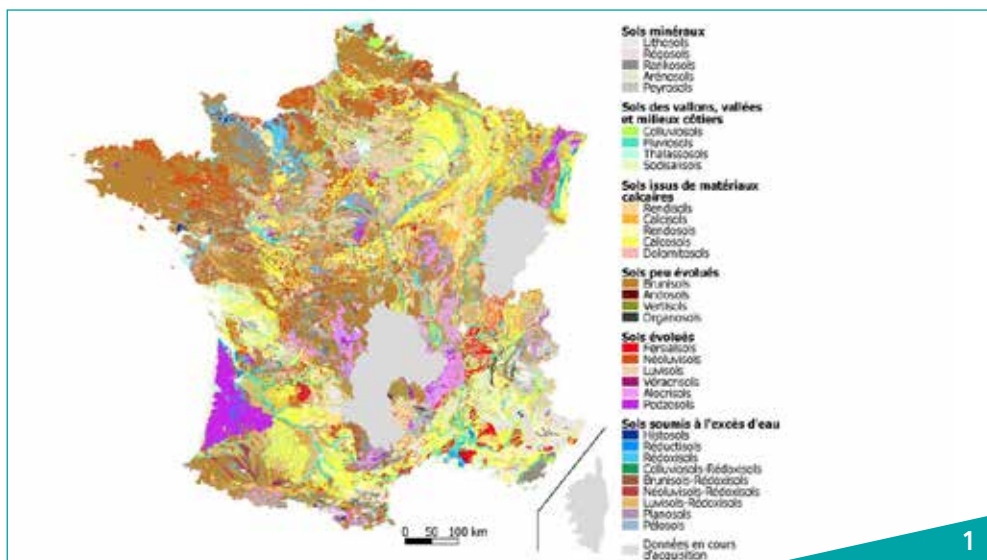 Sols minéraux
Lithosols
Régosols
Rankosols
Arénosols
Peyrosols
Sols des vallons, vallées
et milieux côtiers
Colluviosols
Fluviosols
Thalassosols
Sodisalisols
Sols issus de matériaux
calcaires
Rendisols
Calcisols
Rendosols
Calcosols
Dolomitosols
Sols peu évolués
Brunisols
Andosols
Vertisols
Organosols
Sols évolués
Fersialsols
Néoluvisols
Luvisols
Véracrisols
Alocrisols
Podzosols
Sols soumis à l'excès d'eau
Histosols
Réductisols
Rédoxisols
Colluviosols-Rédoxisols
Brunisols-Rédoxisols
Néoluvisols-Rédoxisols
Luvisols-Rédoxisols
Planosols
Pélosols
Données en cours
d'acquisition
0 50 100 km
1